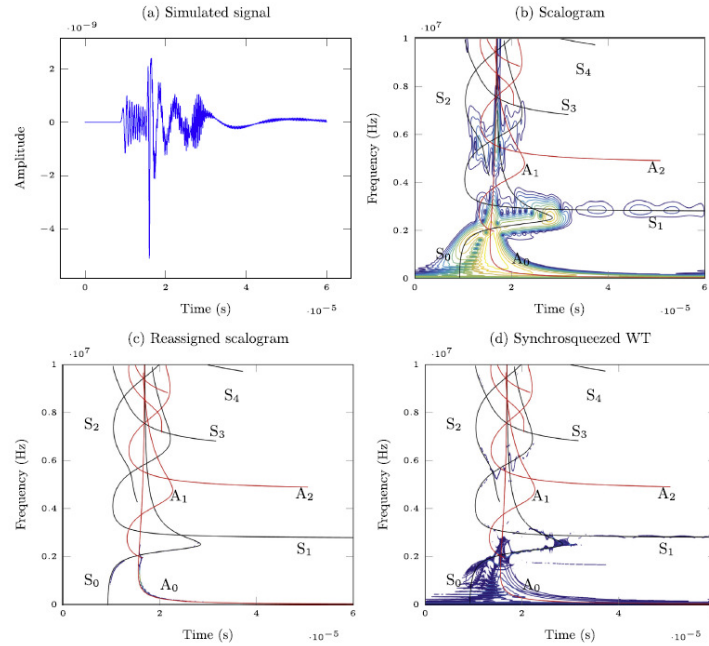 (a) Simulated signal
·10⁻⁹
2
0
−2
−4
Amplitude
0
2
4
6
Time (s)
·10⁻⁵
(b) Scalogram
·10⁷
1
0.8
0.6
0.4
0.2
0
Frequency (Hz)
S₂
S₄
S₃
A₁
A₂
S₁
S₀
A₀
0
2
4
6
Time (s)
·10⁻⁵
(c) Reassigned scalogram
·10⁷
1
0.8
0.6
0.4
0.2
0
Frequency (Hz)
S₄
S₂
S₃
A₁
A₂
S₁
S₀
A₀
0
2
4
6
Time (s)
·10⁻⁵
(d) Synchrosqueezed WT
·10⁷
1
0.8
0.6
0.4
0.2
0
Frequency (Hz)
S₄
S₂
S₃
A₁
A₂
S₁
S₀
A₀
0
2
4
6
Time (s)
·10⁻⁵